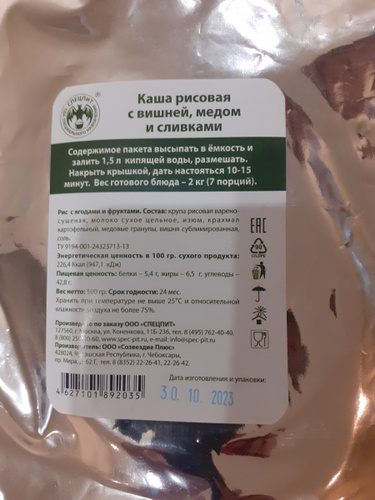 СПЕЦПИТ
Каша рисовая
с вишней, медом
и сливками
Содержимое пакета высыпать в ёмкость и
залить 1,5 л кипящей воды, размешать.
Накрыть крышкой, дать настояться 10-15
минут. Вес готового блюда – 2 кг (7 порций).
Рис с ягодами и фруктами. Состав: крупа рисовая варено-
сушеная, молоко сухое цельное, изюм, крахмал
картофельный, медовые гранулы, вишня сублимированная,
соль.
ТУ 9194-001-24323713-13
Энергетическая ценность в 100 гр. сухого продукта:
226,4 Ккал (947,1 кДж)
Пищевая ценность: белки – 5,4 г, жиры – 6,5 г, углеводы –
42,8 г.
Вес: 500 гр. Срок годности: 24 мес.
Хранить при температуре не выше 25°С и относительной
влажности воздуха не более 75%.
Произведено по заказу ООО «СПЕЦПИТ»
127560, г. Москва, ул. Коненкова, 11Б-236, тел. 8 (495) 762-40-40,
8 (800) 250-10-60, www.spec-pit.ru, e-mail: info@spec-pit.ru
Производитель: ООО «Созвездие Плюс»
428024, Чувашская Республика, г. Чебоксары,
пр. Мира, 62 Г, тел. 8 (8352) 22-26-41, 22-26-42.
EAC
90
C/LDPE
Дата изготовления и упаковки:
30. 10. 2023
4 627101 892035